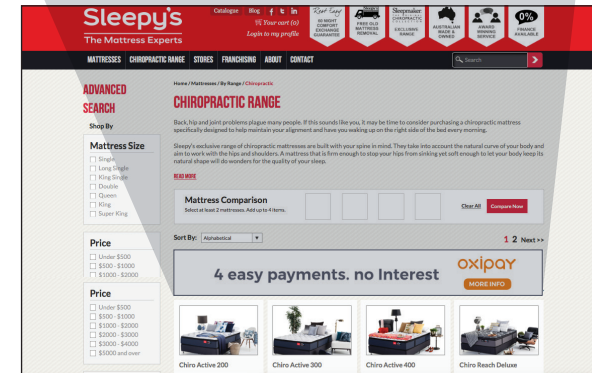 Sleepy's
The Mattress Experts
Catalogue | Blog
Your cart (0)
Login to my profile
Rest Easy
30 NIGHT
COMFORT
EXCHANGE
GUARANTEE
FREE OLD
MATTRESS
REMOVAL
Sleepmaker
CHIROPRACTIC
COLLECTION
EXCLUSIVE
RANGE
AUSTRALIAN
MADE &
OWNED
AWARD
WINNING
SERVICE
0%
FINANCE
AVAILABLE
MATTRESSES CHIROPRACTIC RANGE STORES FRANCHISING ABOUT CONTACT
Search
ADVANCED
SEARCH
Shop By
Mattress Size
Single
Long Single
King Single
Double
Queen
King
Super King
Price
Under $500
$500 - $1000
$1000 - $2000
Price
Under $500
$500 - $1000
$1000 - $2000
$2000 - $3000
$3000 - $4000
$5000 and over
Home / Mattresses / By Range / Chiropractic
CHIROPRACTIC RANGE
Back, hip and joint problems plague many people. If this sounds like you, it may be time to consider purchasing a chiropractic mattress
specifically designed to help maintain your alignment and have you waking up on the right side of the bed every morning.
Sleepy's exclusive range of chiropractic mattresses are built with your spines in mind. They take into account the natural curve of your body and
aim to work with the hips and shoulders. A mattress that is firm enough to stop your hips from sinking yet soft enough to let your body keep its
natural shape will do wonders for the quality of your sleep.
READ MORE
Mattress Comparison
Select at least 2 mattresses. Add up to 4 items.
Clear All
Compare Now
Sort By: Alphabetical
1 2 Next >>
4 easy payments. no Interest
oxipay
MORE INFO
Chiro Active 200
Chiro Active 300
Chiro Active 400
Chiro Reach Deluxe